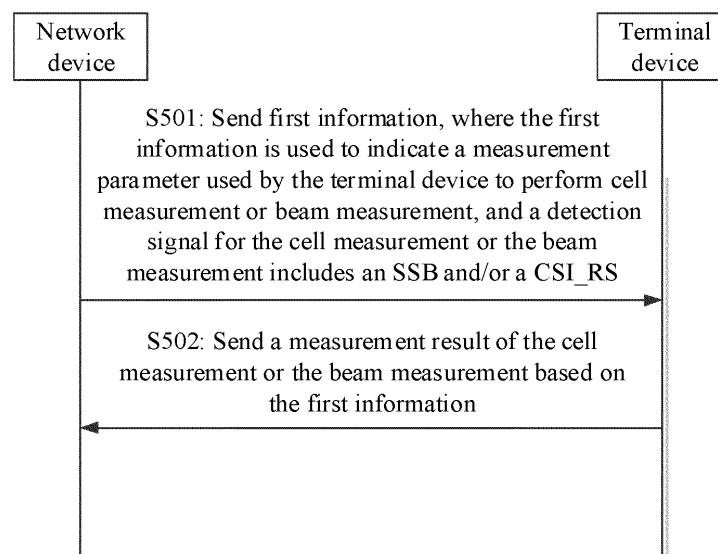 Network
device
Terminal
device
S501: Send first information, where the first
information is used to indicate a measurement
parameter used by the terminal device to perform cell
measurement or beam measurement, and a detection
signal for the cell measurement or the beam
measurement includes an SSB and/or a CSI_RS
S502: Send a measurement result of the cell
measurement or the beam measurement based on
the first information